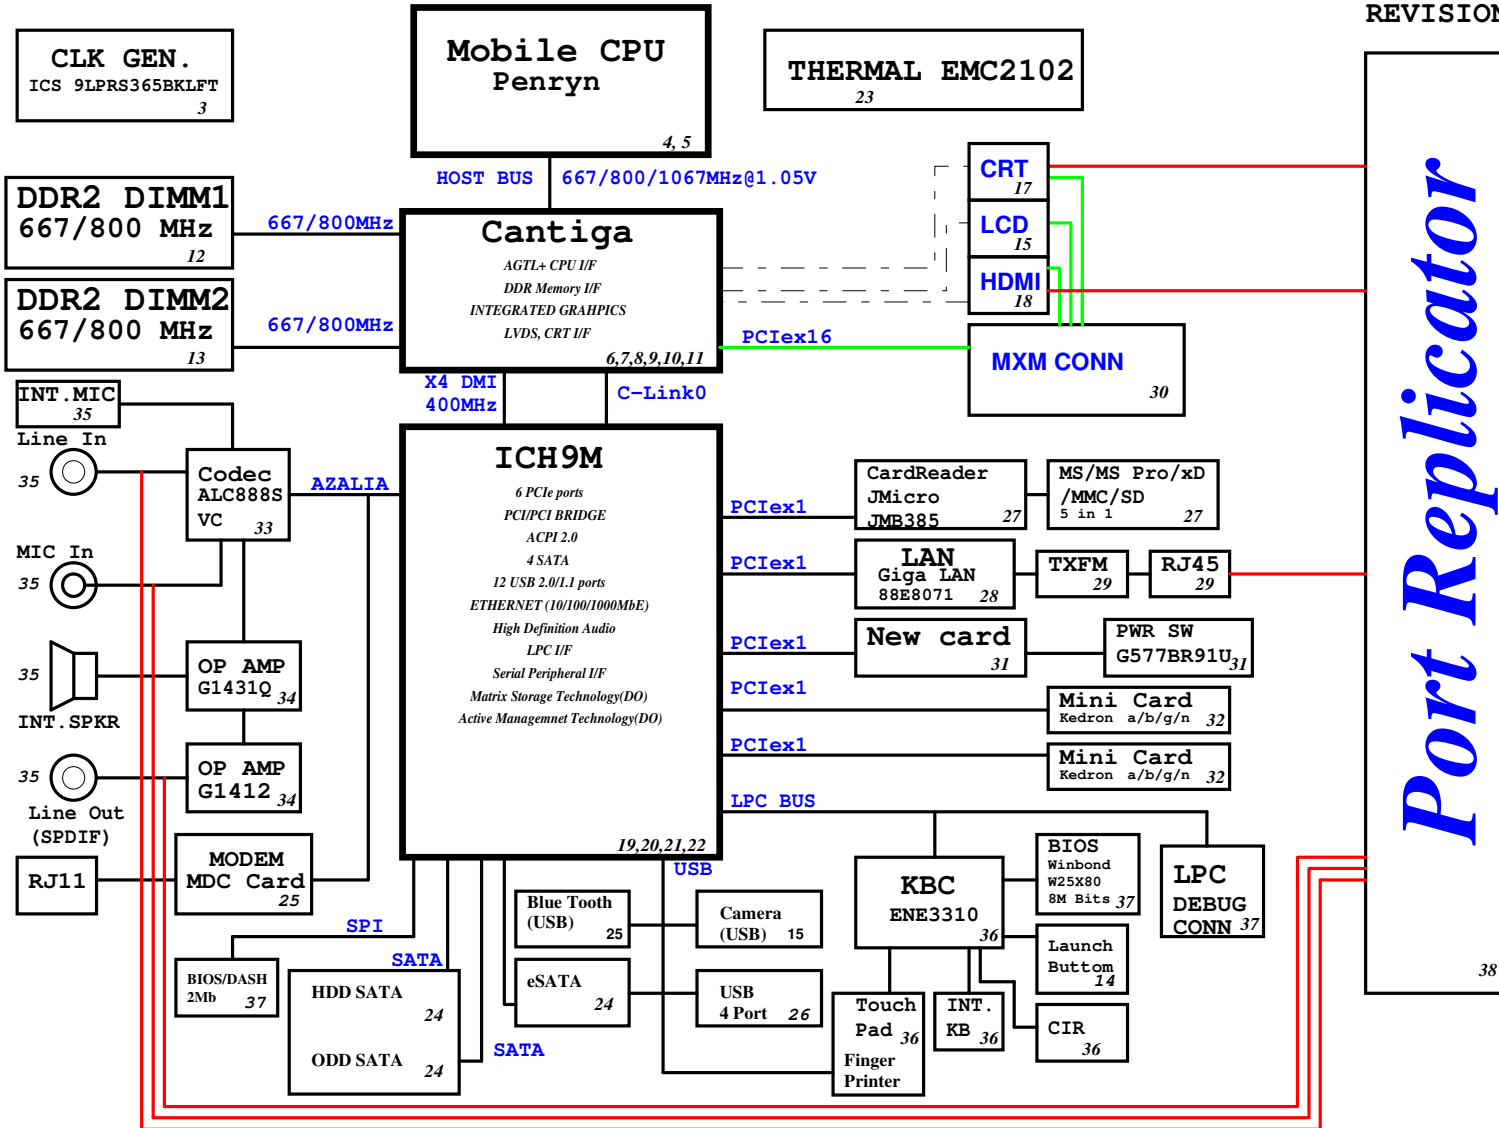 REVISION
CLK GEN.
ICS 9LPRS365BKLFT
3
Mobile CPU
Penryn
4, 5
THERMAL EMC2102
23
HOST BUS
667/800/1067MHz@1.05V
DDR2 DIMM1
667/800 MHz
12
667/800MHz
DDR2 DIMM2
667/800 MHz
13
667/800MHz
Cantiga
AGTL+ CPU I/F
DDR Memory I/F
INTEGRATED GRAHPICS
LVDS, CRT I/F
6,7,8,9,10,11
CRT
17
LCD
15
HDMI
18
PCIex16
MXM CONN
30
X4 DMI
400MHz
C-Link0
INT.MIC
35
Line In
35
Codec
ALC888S
VC
33
AZALIA
MIC In
35
ICH9M
6 PCIe ports
PCI/PCI BRIDGE
ACPI 2.0
4 SATA
12 USB 2.0/1.1 ports
ETHERNET (10/100/1000MbE)
High Definition Audio
LPC I/F
Serial Peripheral I/F
Matrix Storage Technology(DO)
Active Managemnet Technology(DO)
19,20,21,22
PCIex1
CardReader
JMicro
JMB385
27
MS/MS Pro/xD
/MMC/SD
5 in 1
27
PCIex1
LAN
Giga LAN
88E8071
28
TXFM
29
RJ45
29
PCIex1
New card
31
PWR SW
G577BR91U
31
PCIex1
Mini Card
Kedron a/b/g/n
32
PCIex1
Mini Card
Kedron a/b/g/n
32
35
INT.SPKR
OP AMP
G1431Q
34
35
Line Out
(SPDIF)
OP AMP
G1412
34
RJ11
MODEM
MDC Card
25
LPC BUS
USB
KBC
ENE3310
36
BIOS
Winbond
W25X80
8M Bits
37
LPC
DEBUG
CONN
37
Launch
Buttom
14
CIR
36
Touch
Pad
36
Finger
Printer
INT.
KB
36
SPI
BIOS/DASH
2Mb
37
SATA
HDD SATA
24
ODD SATA
24
SATA
Blue Tooth
(USB)
25
Camera
(USB)
15
eSATA
24
USB
4 Port
26
Port Replicator
38